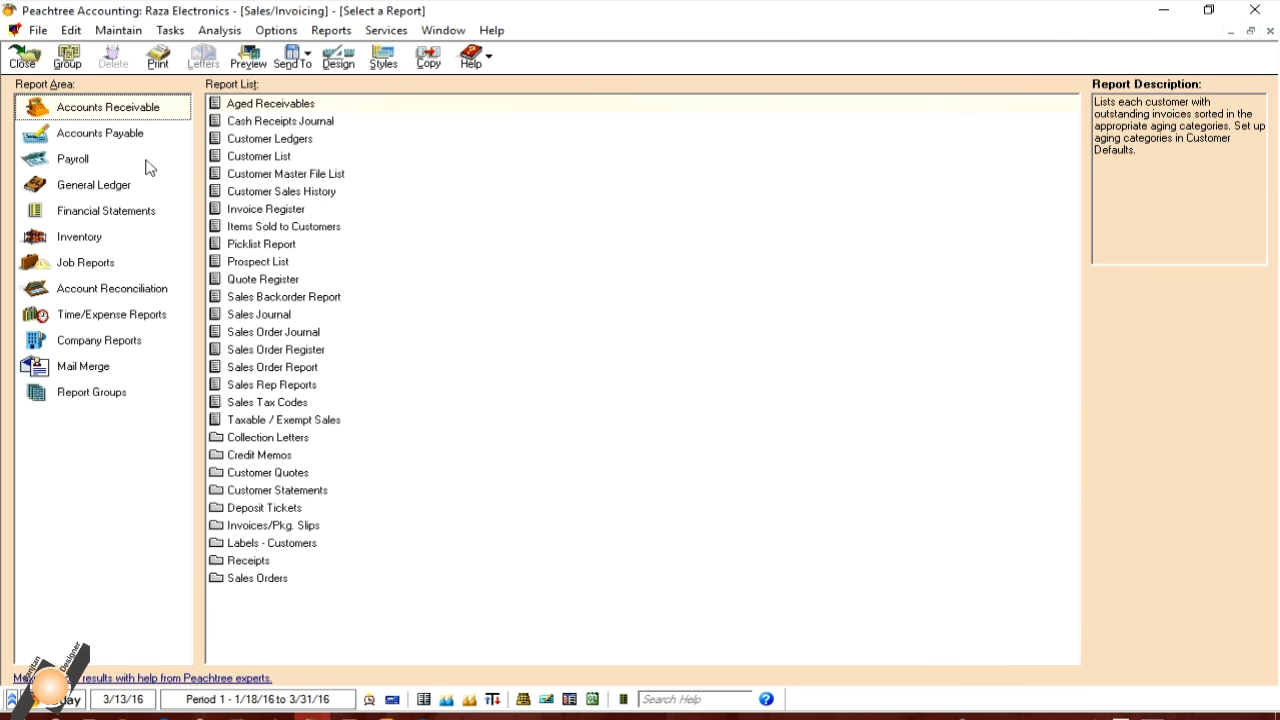 Peachtree Accounting: Raza Electronics - [Sales/Invoicing] - [Select a Report]
File Edit Maintain Tasks Analysis Options Reports Services Window Help
Close Group Delete Print Letters Preview Send To Design Styles Copy Help
Report Area:
Accounts Receivable
Accounts Payable
Payroll
General Ledger
Financial Statements
Inventory
Job Reports
Account Reconciliation
Time/Expense Reports
Company Reports
Mail Merge
Report Groups
Report List:
Aged Receivables
Cash Receipts Journal
Customer Ledgers
Customer List
Customer Master File List
Customer Sales History
Invoice Register
Items Sold to Customers
Picklist Report
Prospect List
Quote Register
Sales Backorder Report
Sales Journal
Sales Order Journal
Sales Order Register
Sales Order Report
Sales Rep Reports
Sales Tax Codes
Taxable / Exempt Sales
Collection Letters
Credit Memos
Customer Quotes
Customer Statements
Deposit Tickets
Invoices/Pkg. Slips
Labels - Customers
Receipts
Sales Orders
Report Description:
Lists each customer with
outstanding invoices sorted in the
appropriate aging categories. Set up
aging categories in Customer
Defaults.
results with help from Peachtree experts.
Designer
3/13/16 Period 1 - 1/18/16 to 3/31/16 Search Help